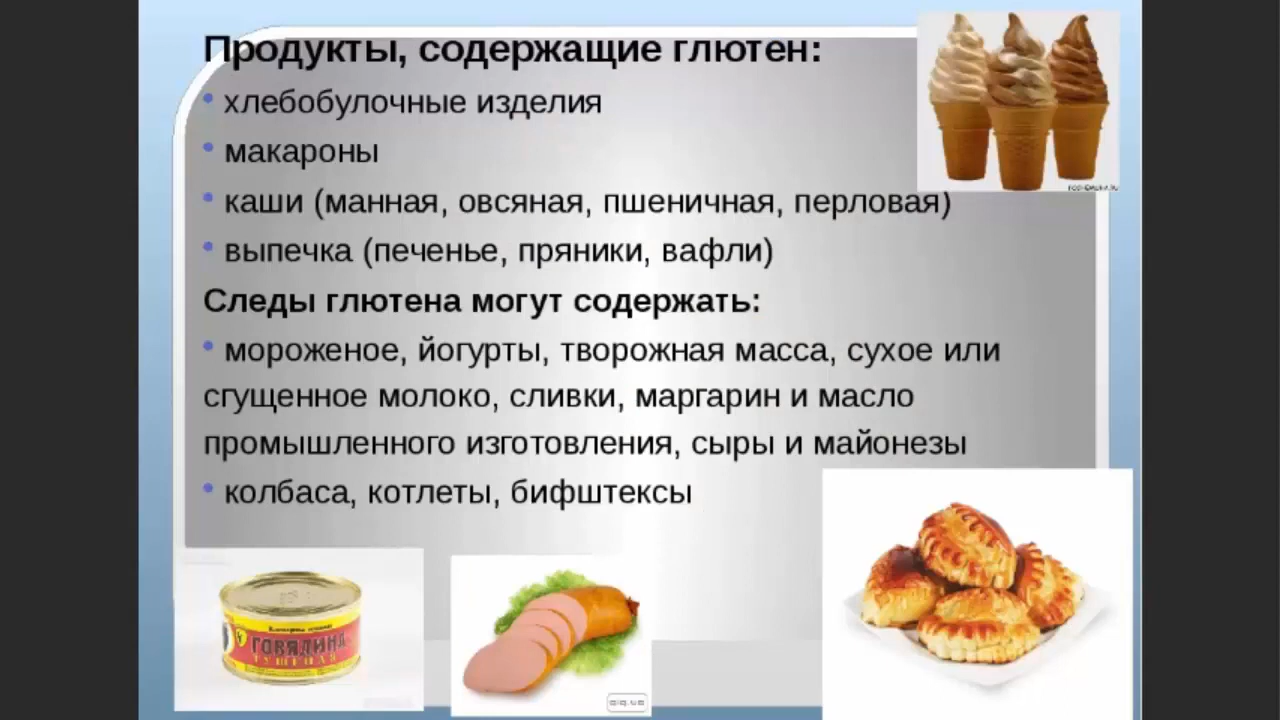 Продукты, содержащие глютен:
• хлебобулочные изделия
• макароны
• каши (манная, овсяная, пшеничная, перловая)
• выпечка (печенье, пряники, вафли)
Следы глютена могут содержать:
• мороженое, йогурты, творожная масса, сухое или
сгущенное молоко, сливки, маргарин и масло
промышленного изготовления, сыры и майонезы
• колбаса, котлеты, бифштексы
ГОВЯДИНА
ТУШЕНАЯ